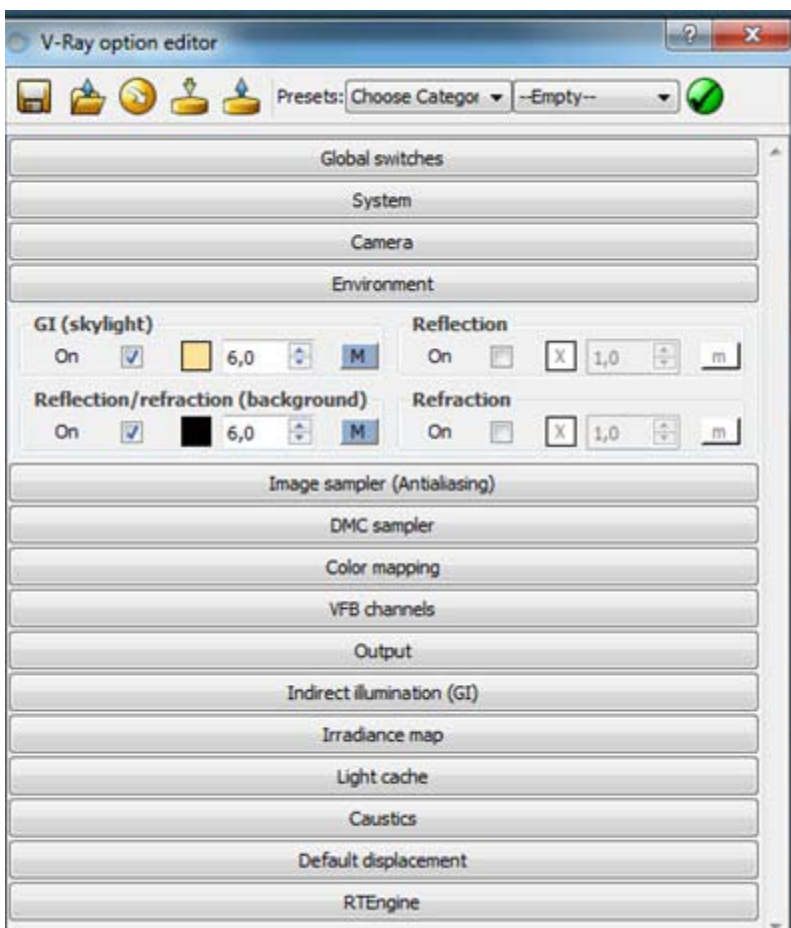 V-Ray option editor
Presets: Choose Categor --Empty--
Global switches
System
Camera
Environment
GI (skylight) Reflection
On 6,0 M On X 1,0 m
Reflection/refraction (background) Refraction
On 6,0 M On X 1,0 m
Image sampler (Antialiasing)
DMC sampler
Color mapping
VFB channels
Output
Indirect illumination (GI)
Irradiance map
Light cache
Caustics
Default displacement
RTEngine